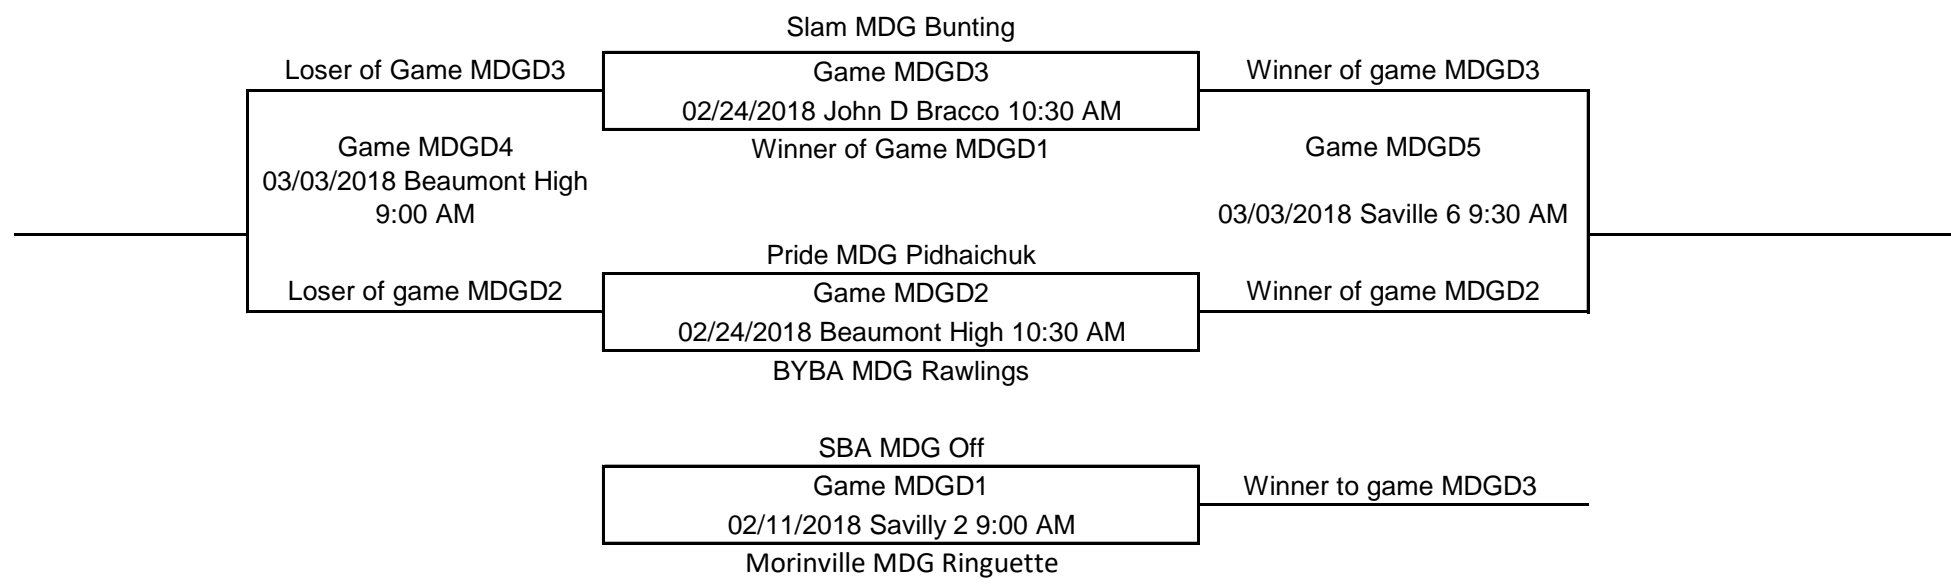 Slam MDG Bunting
Loser of Game MDGD3
Game MDGD3
Winner of game MDGD3
02/24/2018 John D Bracco 10:30 AM
Game MDGD4
Winner of Game MDGD1
Game MDGD5
03/03/2018 Beaumont High
9:00 AM
03/03/2018 Saville 6 9:30 AM
Pride MDG Pidhaichuk
Loser of game MDGD2
Game MDGD2
Winner of game MDGD2
02/24/2018 Beaumont High 10:30 AM
BYBA MDG Rawlings
SBA MDG Off
Game MDGD1
Winner to game MDGD3
02/11/2018 Savilly 2 9:00 AM
Morinville MDG Ringuette